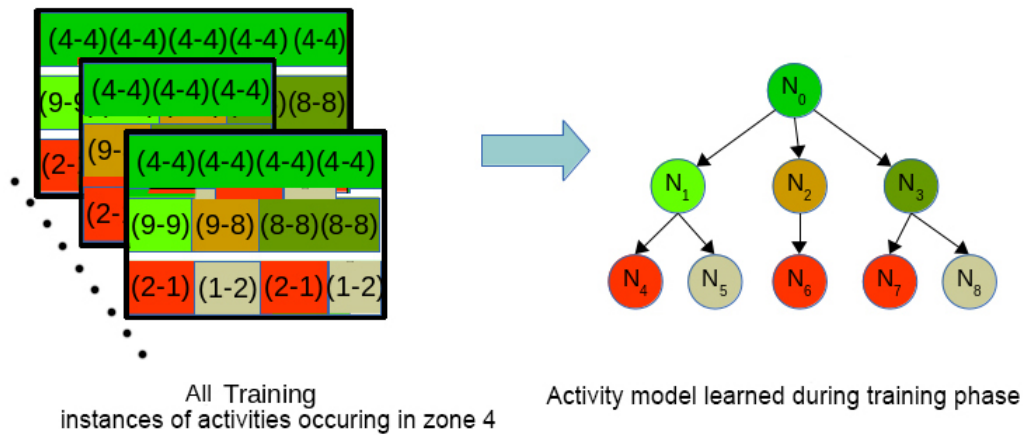 (4-4)(4-4)(4-4)(4-4) (4-4)
(9-9 )(8-8)
(2-
(4-4)(4-4)(4-4)
(9-
(2-
(4-4)(4-4)(4-4)(4-4)
(9-9) (9-8) (8-8)(8-8)
(2-1) (1-2) (2-1) (1-2)
N0
N1 N2 N3
N4 N5 N6 N7 N8
All Training
instances of activities occuring in zone 4
Activity model learned during training phase